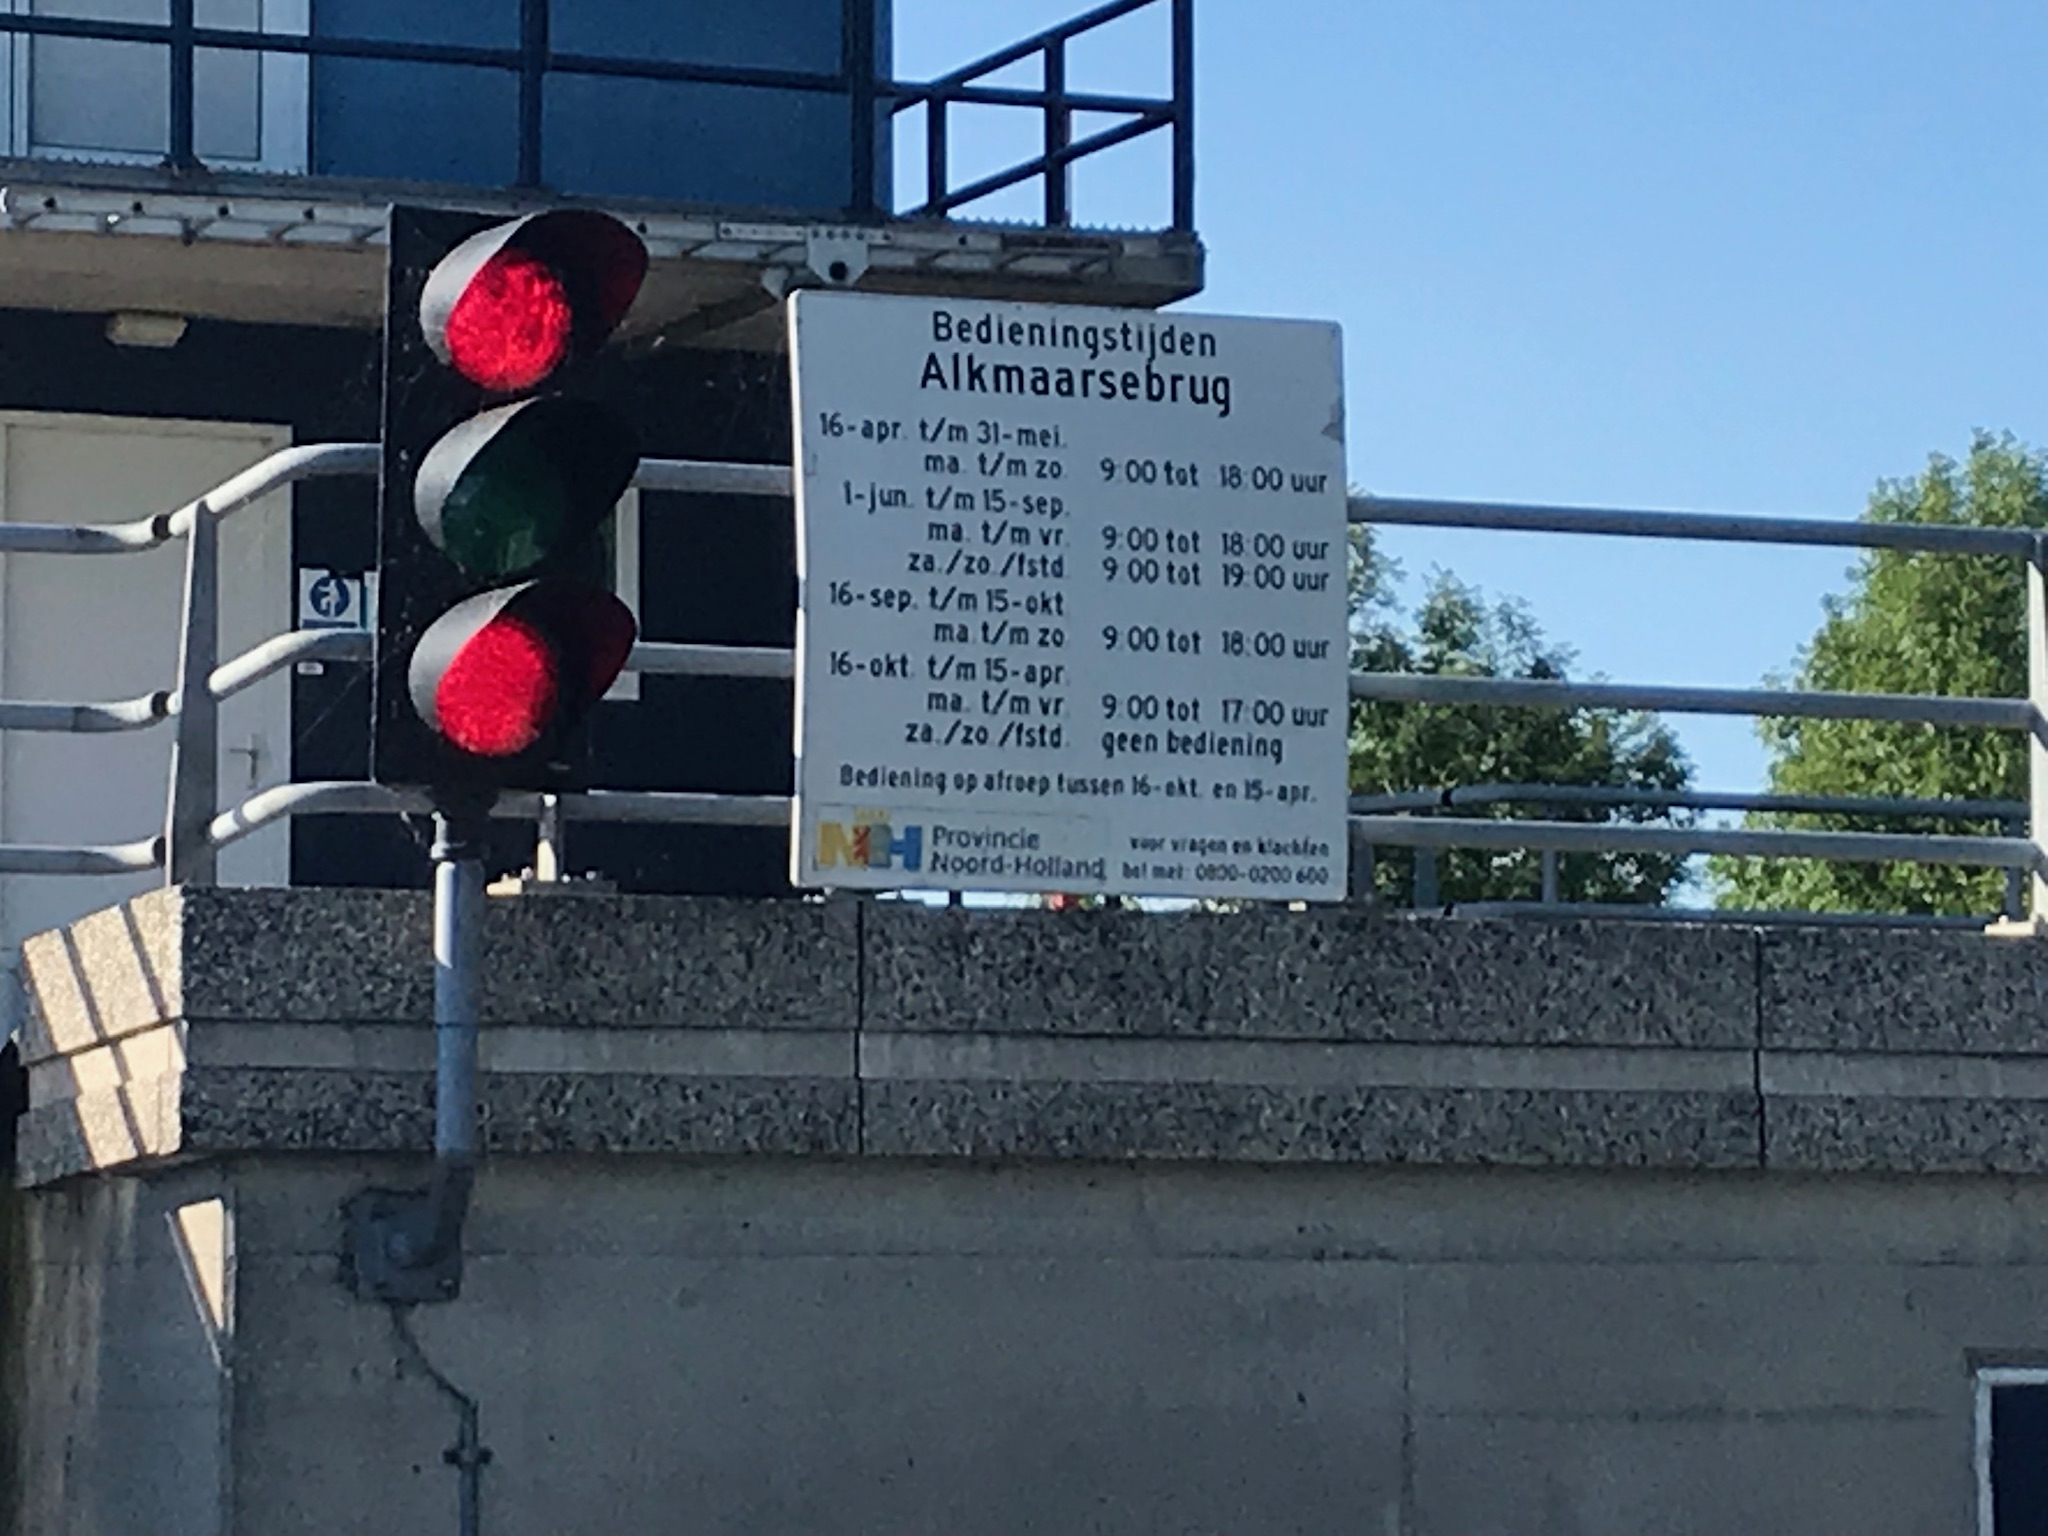 Bedieningstijden
Alkmaarsebrug
16-apr. t/m 31-mei.
ma. t/m zo. 9:00 tot 18:00 uur
1-jun. t/m 15-sep.
ma. t/m vr. 9:00 tot 18:00 uur
za./zo./fstd. 9:00 tot 19:00 uur
16-sep. t/m 15-okt
ma. t/m zo 9:00 tot 18:00 uur
16-okt. t/m 15-apr.
ma. t/m vr. 9:00 tot 17:00 uur
za./zo./fstd. geen bediening
Bediening op afroep tussen 16-okt. en 15-apr.
NH Provincie
Noord-Holland
voor vragen en klachten
bel met: 0800-0200 600